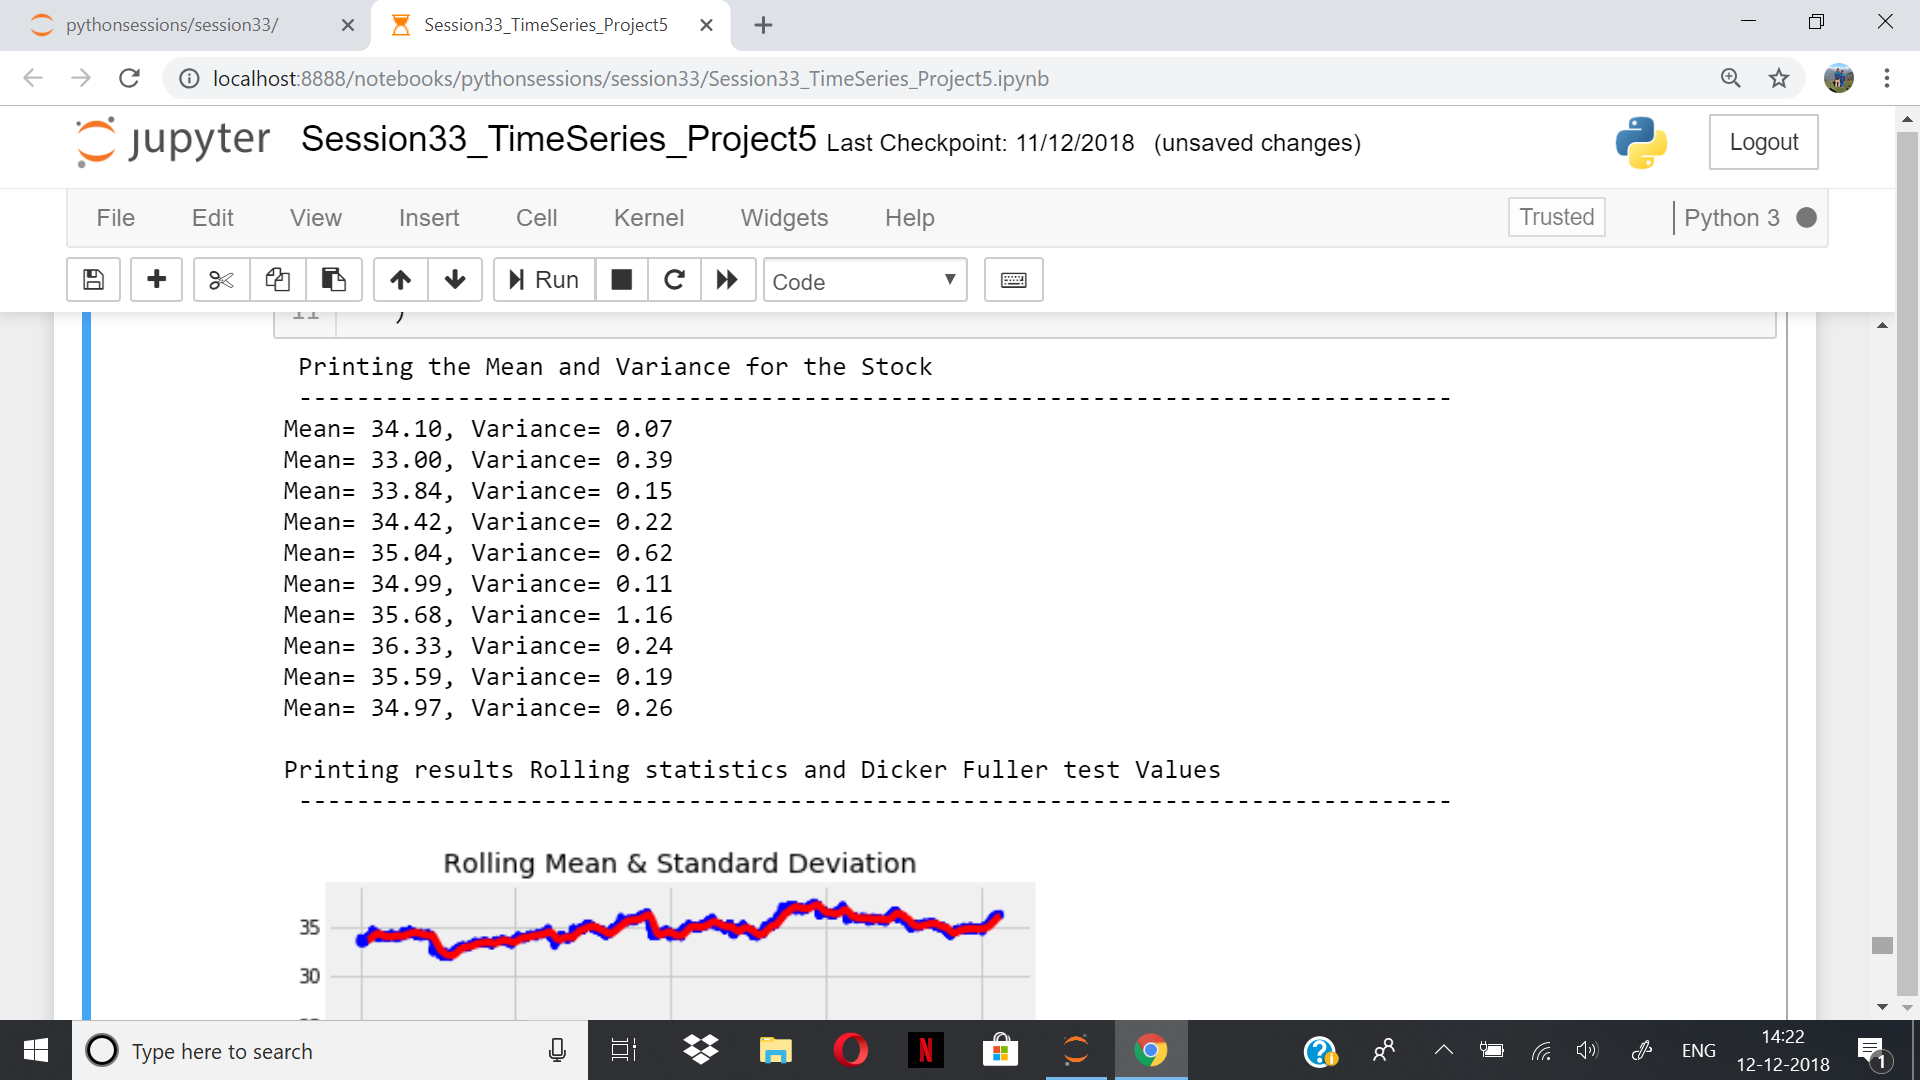 pythonsessions/session33/
Session33_TimeSeries_Project5
localhost:8888/notebooks/pythonsessions/session33/Session33_TimeSeries_Project5.ipynb
jupyter Session33_TimeSeries_Project5 Last Checkpoint: 11/12/2018 (unsaved changes)
Logout
File Edit View Insert Cell Kernel Widgets Help
Trusted
Python 3
Run
Code
11 )
Printing the Mean and Variance for the Stock
--------------------------------------------------------------------------------
Mean= 34.10, Variance= 0.07
Mean= 33.00, Variance= 0.39
Mean= 33.84, Variance= 0.15
Mean= 34.42, Variance= 0.22
Mean= 35.04, Variance= 0.62
Mean= 34.99, Variance= 0.11
Mean= 35.68, Variance= 1.16
Mean= 36.33, Variance= 0.24
Mean= 35.59, Variance= 0.19
Mean= 34.97, Variance= 0.26
Printing results Rolling statistics and Dicker Fuller test Values
--------------------------------------------------------------------------------
Rolling Mean & Standard Deviation
35
30
Type here to search
N
ENG
14:22
12-12-2018
1